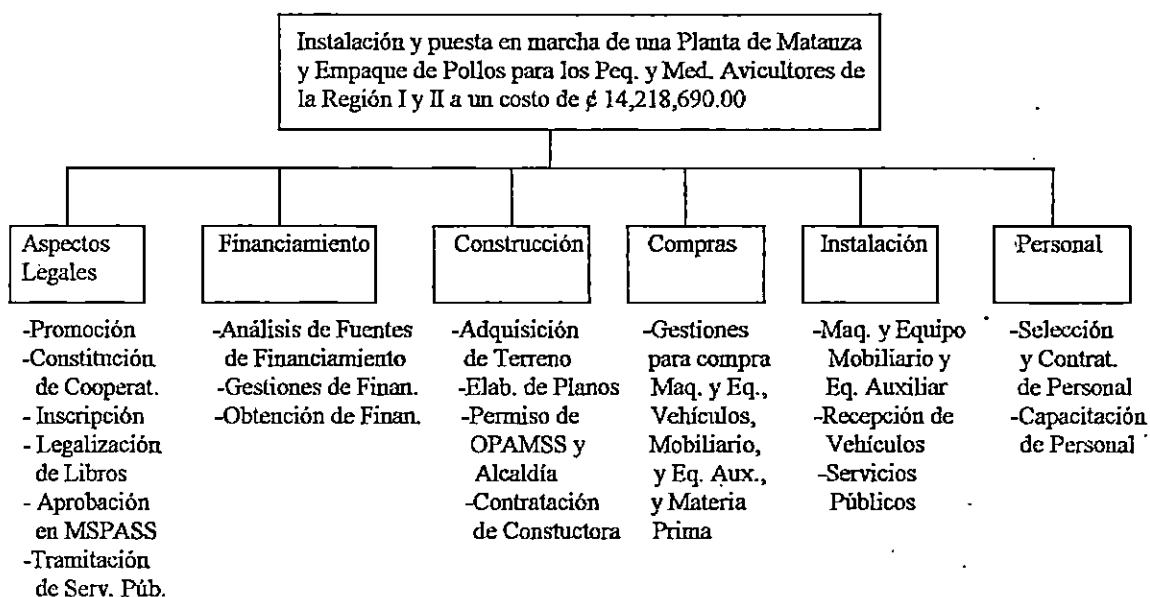 Instalación y puesta en marcha de una Planta de Matanza
y Empaque de Pollos para los Peq. y Med. Avicultores de
la Región I y II a un costo de ¢ 14,218,690.00
Aspectos
Legales
-Promoción
-Constitución
de Cooperat.
- Inscripción
- Legalización
de Libros
- Aprobación
en MSPASS
-Tramitación
de Serv. Púb.
Financiamiento
-Análisis de Fuentes
de Financiamiento
-Gestiones de Finan.
-Obtención de Finan.
Construcción
-Adquisición
de Terreno
-Elab. de Planos
-Permiso de
OPAMSS y
Alcaldía
-Contratación
de Constuctora
Compras
-Gestiones
para compra
Maq. y Eq.,
Vehículos,
Mobiliario,
y Eq. Aux.,
y Materia
Prima
Instalación
-Maq. y Equipo
Mobiliario y
Eq. Auxiliar
-Recepción de
Vehículos
-Servicios
Públicos
Personal
-Selección
y Contrat.
de Personal
-Capacitación
de Personal